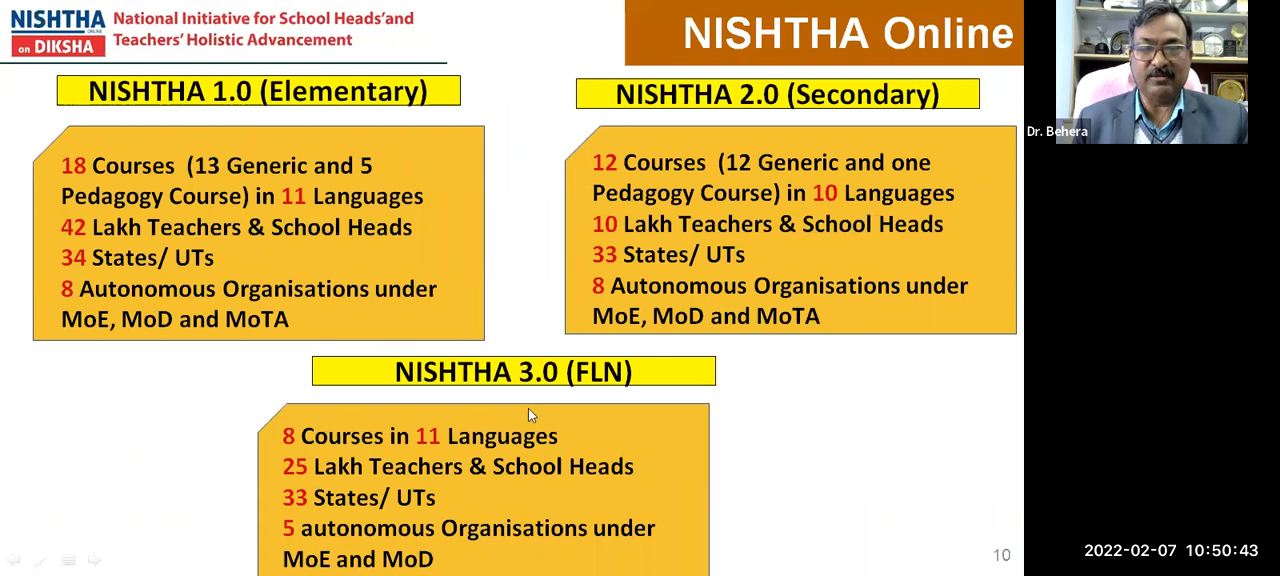 NISHTHA
ONLINE
on DIKSHA
National Initiative for School Heads'and
Teachers' Holistic Advancement
NISHTHA Online
NISHTHA 1.0 (Elementary)
18 Courses (13 Generic and 5
Pedagogy Course) in 11 Languages
42 Lakh Teachers & School Heads
34 States/ UTs
8 Autonomous Organisations under
MoE, MoD and MoTA
NISHTHA 2.0 (Secondary)
12 Courses (12 Generic and one
Pedagogy Course) in 10 Languages
10 Lakh Teachers & School Heads
33 States/ UTs
8 Autonomous Organisations under
MoE, MoD and MoTA
NISHTHA 3.0 (FLN)
8 Courses in 11 Languages
25 Lakh Teachers & School Heads
33 States/ UTs
5 autonomous Organisations under
MoE and MoD
10
Dr. Behera
2022-02-07 10:50:43